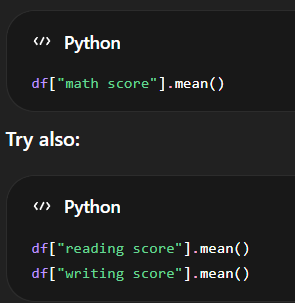 Python
df["math score"].mean()
Try also:
Python
df["reading score"].mean()
df["writing score"].mean()